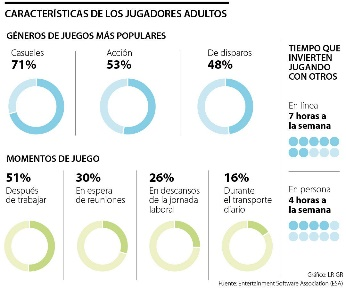 CARACTERÍSTICAS DE LOS JUGADORES ADULTOS
GÉNEROS DE JUEGOS MÁS POPULARES
Casuales
71%
Acción
53%
De disparos
48%
TIEMPO QUE
INVIERTEN
JUGANDO
CON OTROS
En línea
7 horas a
la semana
En persona
4 horas a
la semana
MOMENTOS DE JUEGO
51%
Después
de trabajar
30%
En espera
de reuniones
26%
En descansos
de la jornada
laboral
16%
Durante
el transporte
diario
Gráfico: LR GR
Fuente: Entertainment Software Association (ESA)